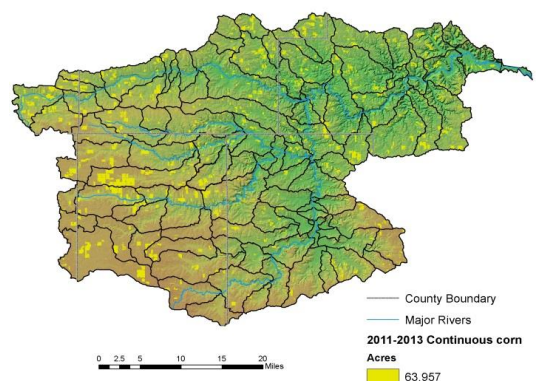 County Boundary
Major Rivers
2011-2013 Continuous corn
Acres
63,957
0 2.5 5 10 15 20
Miles